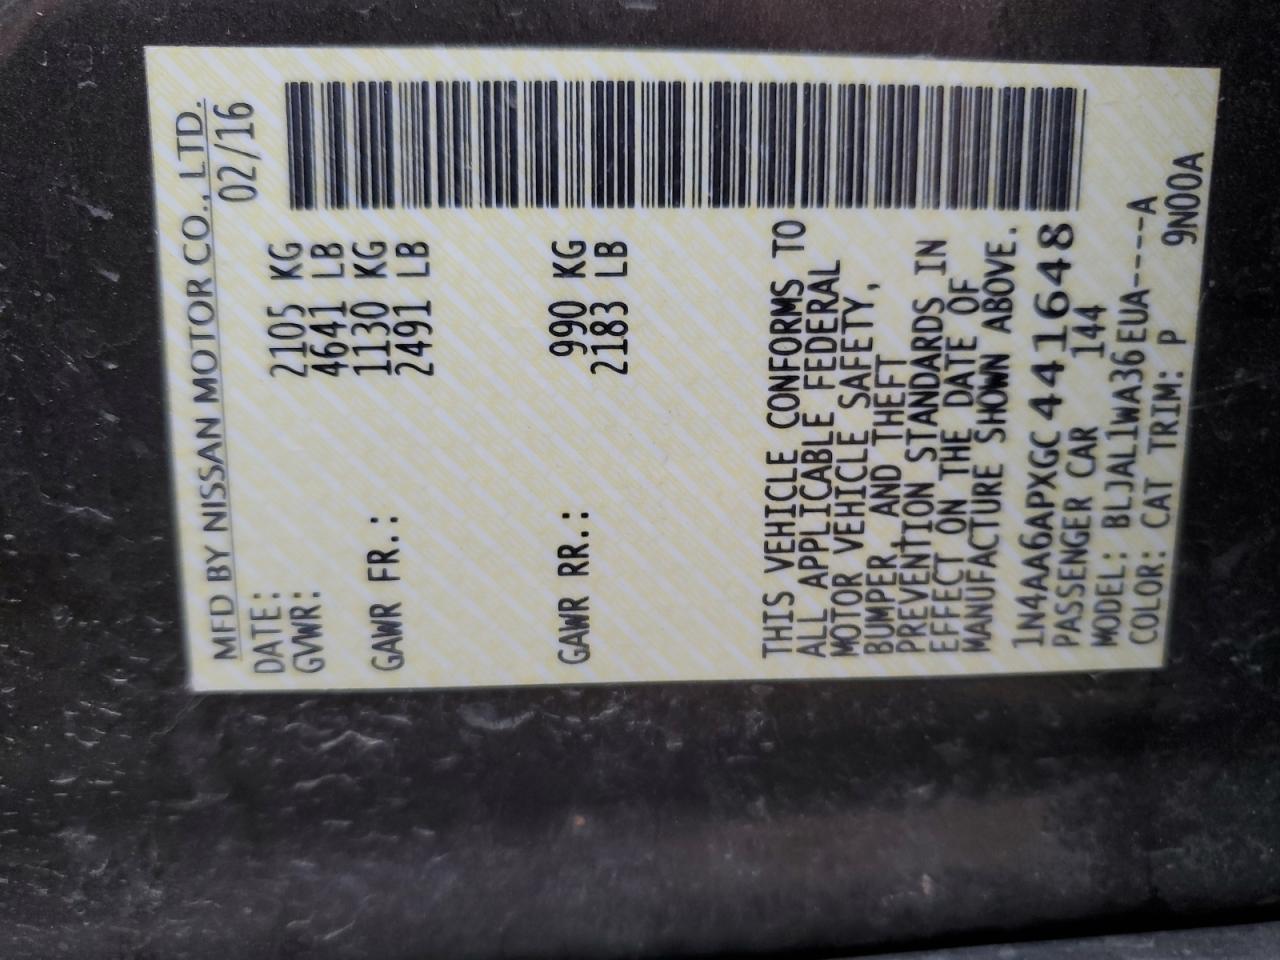 MFD BY NISSAN MOTOR CO., LTD.
DATE: 02/16
GVWR: 2105 KG
4641 LB
GAWR FR.: 1130 KG
2491 LB
GAWR RR.: 990 KG
2183 LB
THIS VEHICLE CONFORMS TO
ALL APPLICABLE FEDERAL
MOTOR VEHICLE SAFETY,
BUMPER AND THEFT
PREVENTION STANDARDS IN
EFFECT ON THE DATE OF
MANUFACTURE SHOWN ABOVE.
1N4AA6APXGC441648
PASSENGER CAR 144
MODEL: BLJAL1WA36EUA----A
COLOR: CAT TRIM: P 9N00A